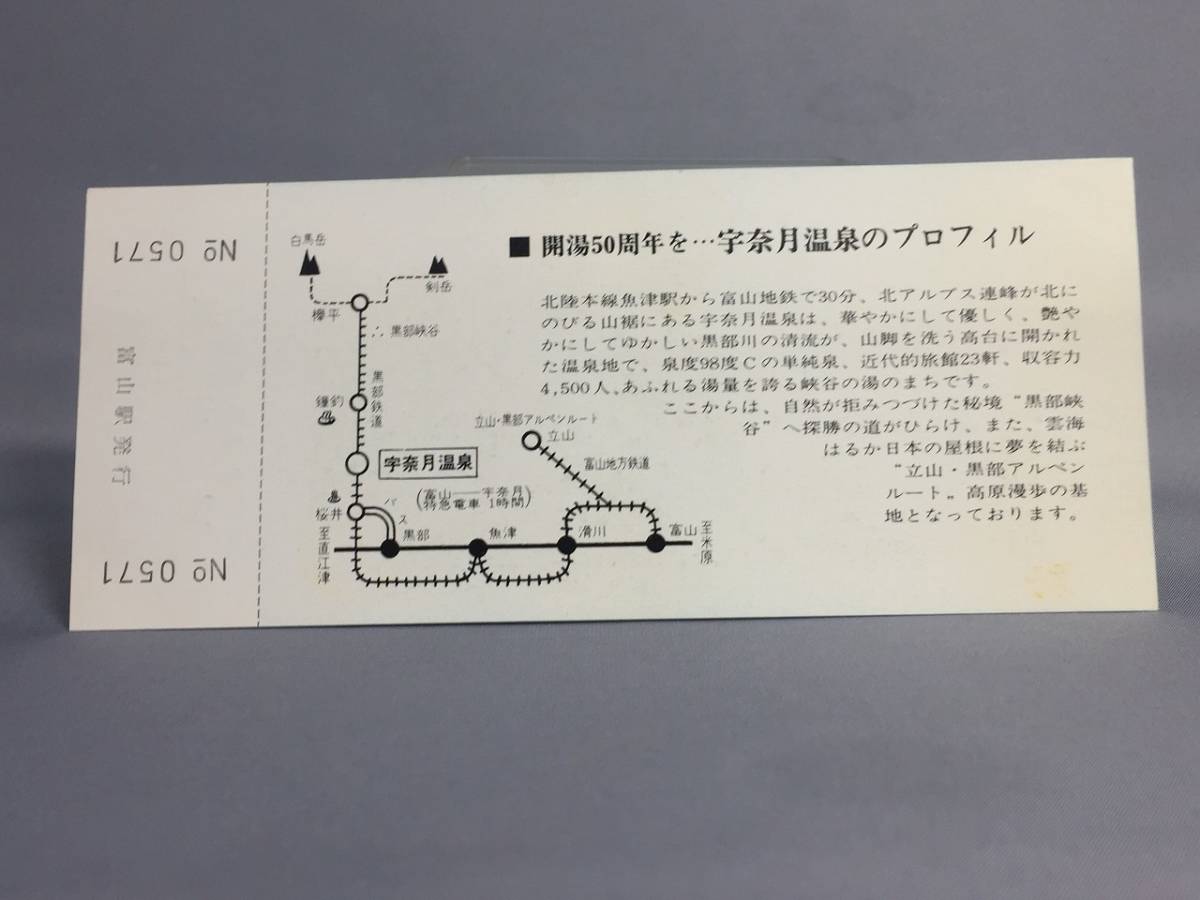 № 0571
富山駅発行
№ 0571
白馬岳
剣岳
欅平
黒部峡谷
黒部鉄道
鐘釣
宇奈月温泉
立山・黒部アルペンルート
立山
富山地方鉄道
(富山――宇奈月
特急電車 1時間)
桜井
バス
黒部
魚津
滑川
富山
至直江津
至米原
■ 開湯50周年を…宇奈月温泉のプロフィル
北陸本線魚津駅から富山地鉄で30分、北アルプス連峰が北に
のびる山裾にある宇奈月温泉は、華やかにして優しく、艶や
かにしてゆかしい黒部川の清流が、山脚を洗う高台に開かれ
た温泉地で、泉度98度Cの単純泉、近代的旅館23軒、収容力
4,500人、あふれる湯量を誇る峡谷の湯のまちです。
ここからは、自然が拒みつづけた秘境“黒部峡
谷”へ探勝の道がひらけ、また、雲海
はるか日本の屋根に夢を結ぶ
“立山・黒部アルペン
ルート„高原漫歩の基
地となっております。